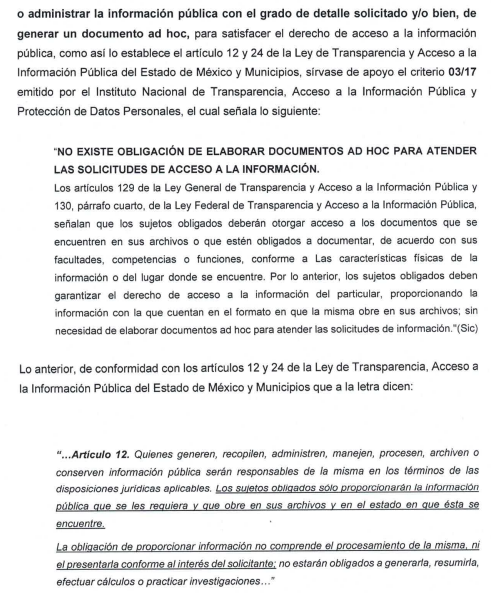 o administrar la información pública con el grado de detalle solicitado y/o bien, de
generar un documento ad hoc, para satisfacer el derecho de acceso a la información
pública, como así lo establece el artículo 12 y 24 de la Ley de Transparencia y Acceso a la
Información Pública del Estado de México y Municipios, sírvase de apoyo el criterio 03/17
emitido por el Instituto Nacional de Transparencia, Acceso a la Información Pública y
Protección de Datos Personales, el cual señala lo siguiente:
"NO EXISTE OBLIGACIÓN DE ELABORAR DOCUMENTOS AD HOC PARA ATENDER
LAS SOLICITUDES DE ACCESO A LA INFORMACIÓN.
Los artículos 129 de la Ley General de Transparencia y Acceso a la Información Pública y
130, párrafo cuarto, de la Ley Federal de Transparencia y Acceso a la Información Pública,
señalan que los sujetos obligados deberán otorgar acceso a los documentos que se
encuentren en sus archivos o que estén obligados a documentar, de acuerdo con sus
facultades, competencias o funciones, conforme a Las características físicas de la
información o del lugar donde se encuentre. Por lo anterior, los sujetos obligados deben
garantizar el derecho de acceso a la información del particular, proporcionando la
información con la que cuentan en el formato en que la misma obre en sus archivos; sin
necesidad de elaborar documentos ad hoc para atender las solicitudes de información."(Sic)
Lo anterior, de conformidad con los artículos 12 y 24 de la Ley de Transparencia, Acceso a
la Información Pública del Estado de México y Municipios que a la letra dicen:
"...Artículo 12. Quienes generen, recopilen, administren, manejen, procesen, archiven o
conserven información pública serán responsables de la misma en los términos de las
disposiciones jurídicas aplicables. Los sujetos obligados sólo proporcionarán la información
pública que se les requiera y que obre en sus archivos y en el estado en que ésta se
encuentre.
La obligación de proporcionar información no comprende el procesamiento de la misma, ni
el presentarla conforme al interés del solicitante; no estarán obligados a generarla, resumirla,
efectuar cálculos o practicar investigaciones..."